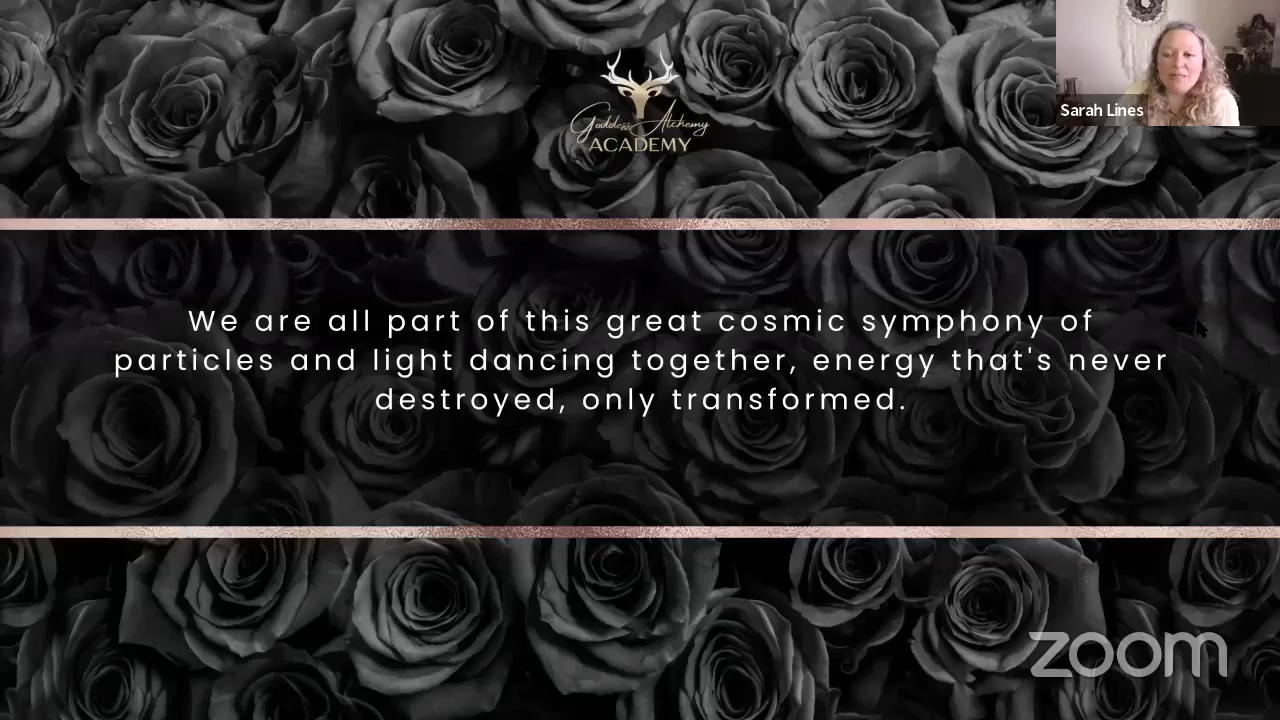 Goddess Alchemy
ACADEMY
Sarah Lines
We are all part of this great cosmic symphony of
particles and light dancing together, energy that's never
destroyed, only transformed.
zoom